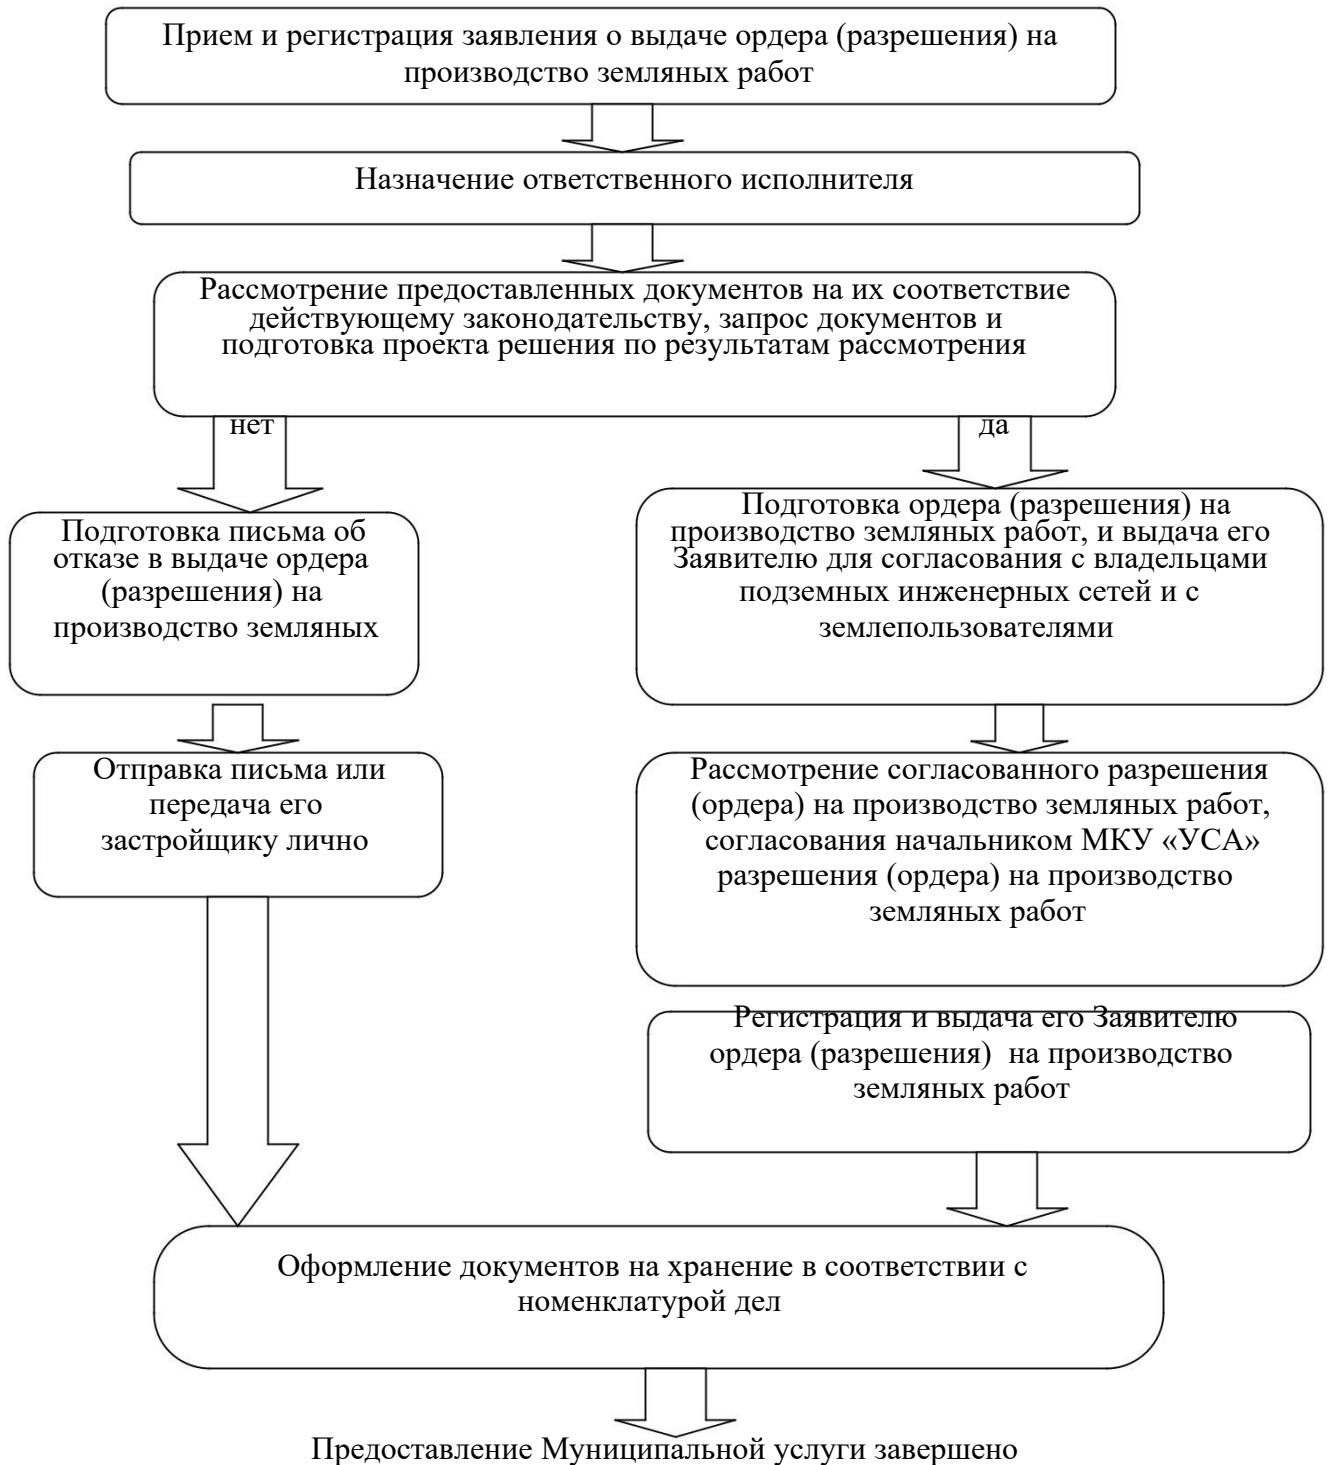 Прием и регистрация заявления о выдаче ордера (разрешения) на
производство земляных работ
Назначение ответственного исполнителя
Рассмотрение предоставленных документов на их соответствие
действующему законодательству, запрос документов и
подготовка проекта решения по результатам рассмотрения
нет
да
Подготовка письма об
отказе в выдаче ордера
(разрешения) на
производство земляных
Подготовка ордера (разрешения) на
производство земляных работ, и выдача его
Заявителю для согласования с владельцами
подземных инженерных сетей и с
землепользователями
Отправка письма или
передача его
застройщику лично
Рассмотрение согласованного разрешения
(ордера) на производство земляных работ,
согласования начальником МКУ «УСА»
разрешения (ордера) на производство
земляных работ
Регистрация и выдача его Заявителю
ордера (разрешения)  на производство
земляных работ
Оформление документов на хранение в соответствии с
номенклатурой дел
Предоставление Муниципальной услуги завершено